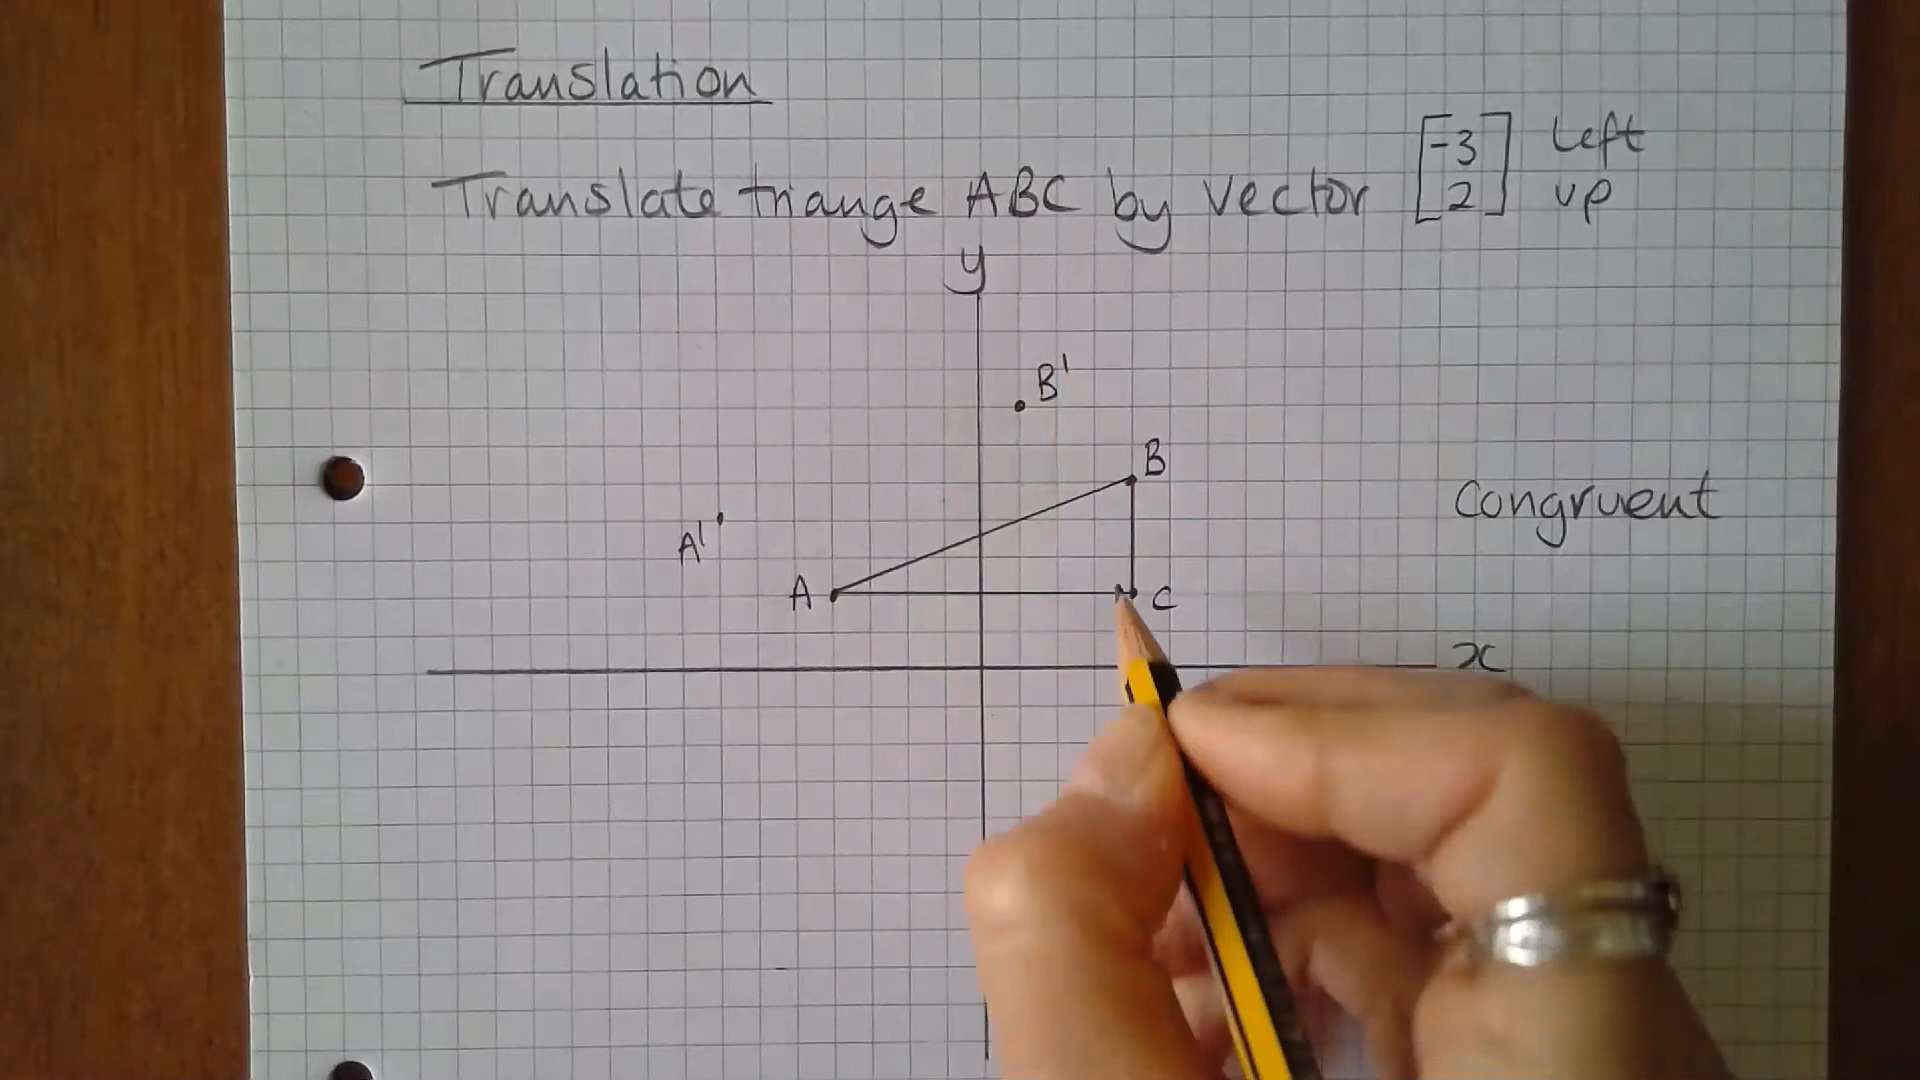 Translation
Translate triange ABC by vector [-3 2] left up
y
B'
B
Congruent
A'
A
C
x